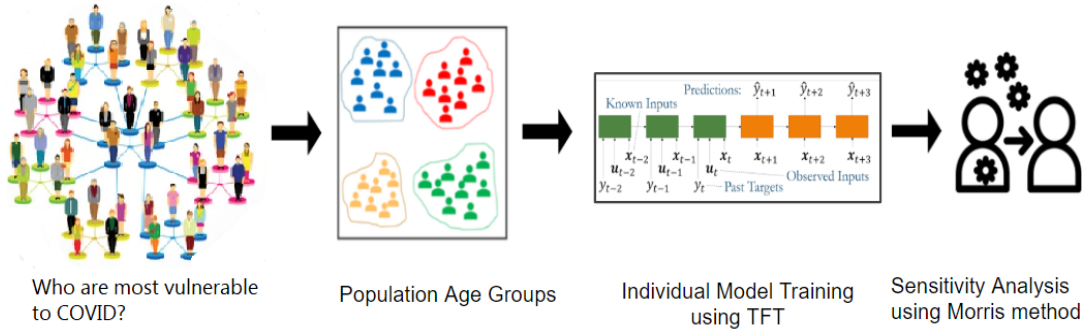 Predictions: ŷt+1 ŷt+2 ŷt+3
Known Inputs
xt−2 xt−1 xt xt+1 xt+2 xt+3
ut−2 ut−1 ut Observed Inputs
yt−2 yt−1 yt Past Targets
Who are most vulnerable
to COVID?
Population Age Groups
Individual Model Training
using TFT
Sensitivity Analysis
using Morris method